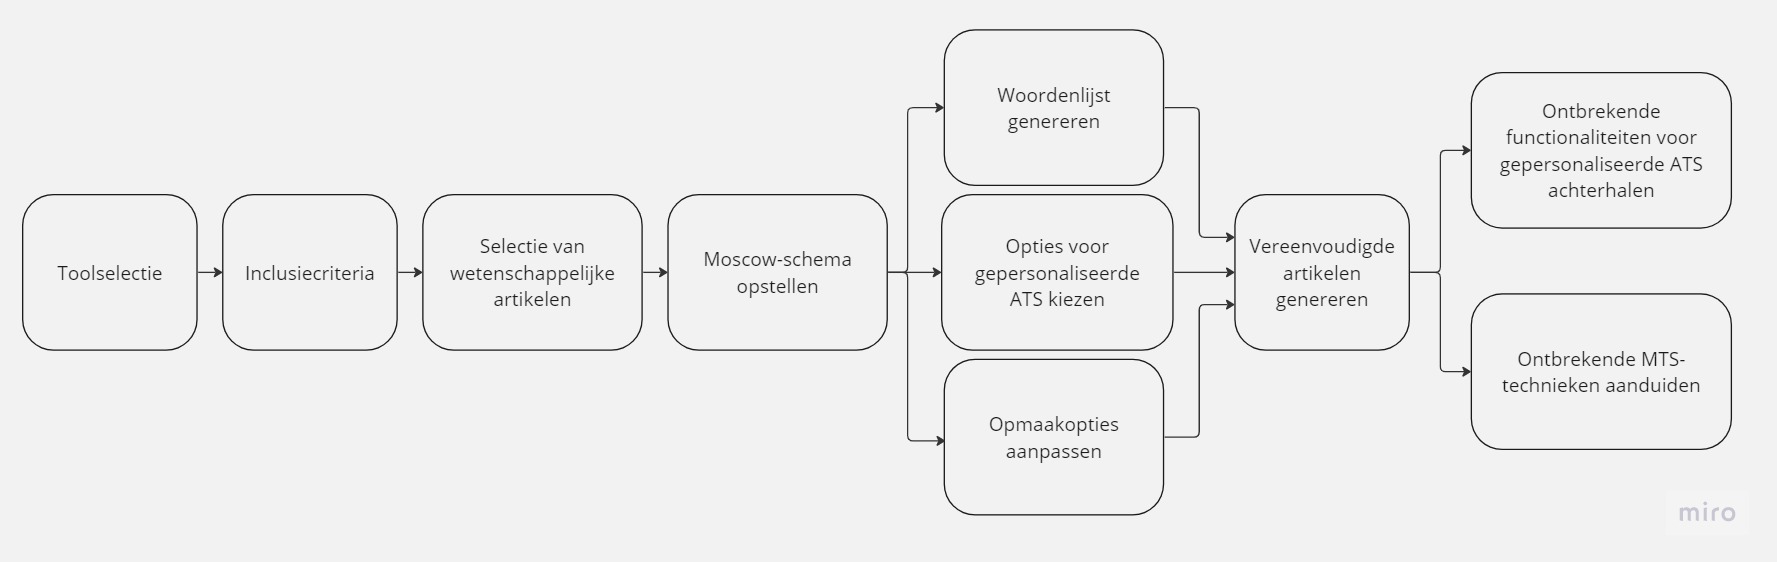 Toolselectie
Inclusiecriteria
Selectie van
wetenschappelijke
artikelen
Moscow-schema
opstellen
Woordenlijst
genereren
Opties voor
gepersonaliseerde
ATS kiezen
Opmaakopties
aanpassen
Vereenvoudigde
artikelen
genereren
Ontbrekende
functionaliteiten voor
gepersonaliseerde ATS
achterhalen
Ontbrekende MTS-
technieken aanduiden
miro